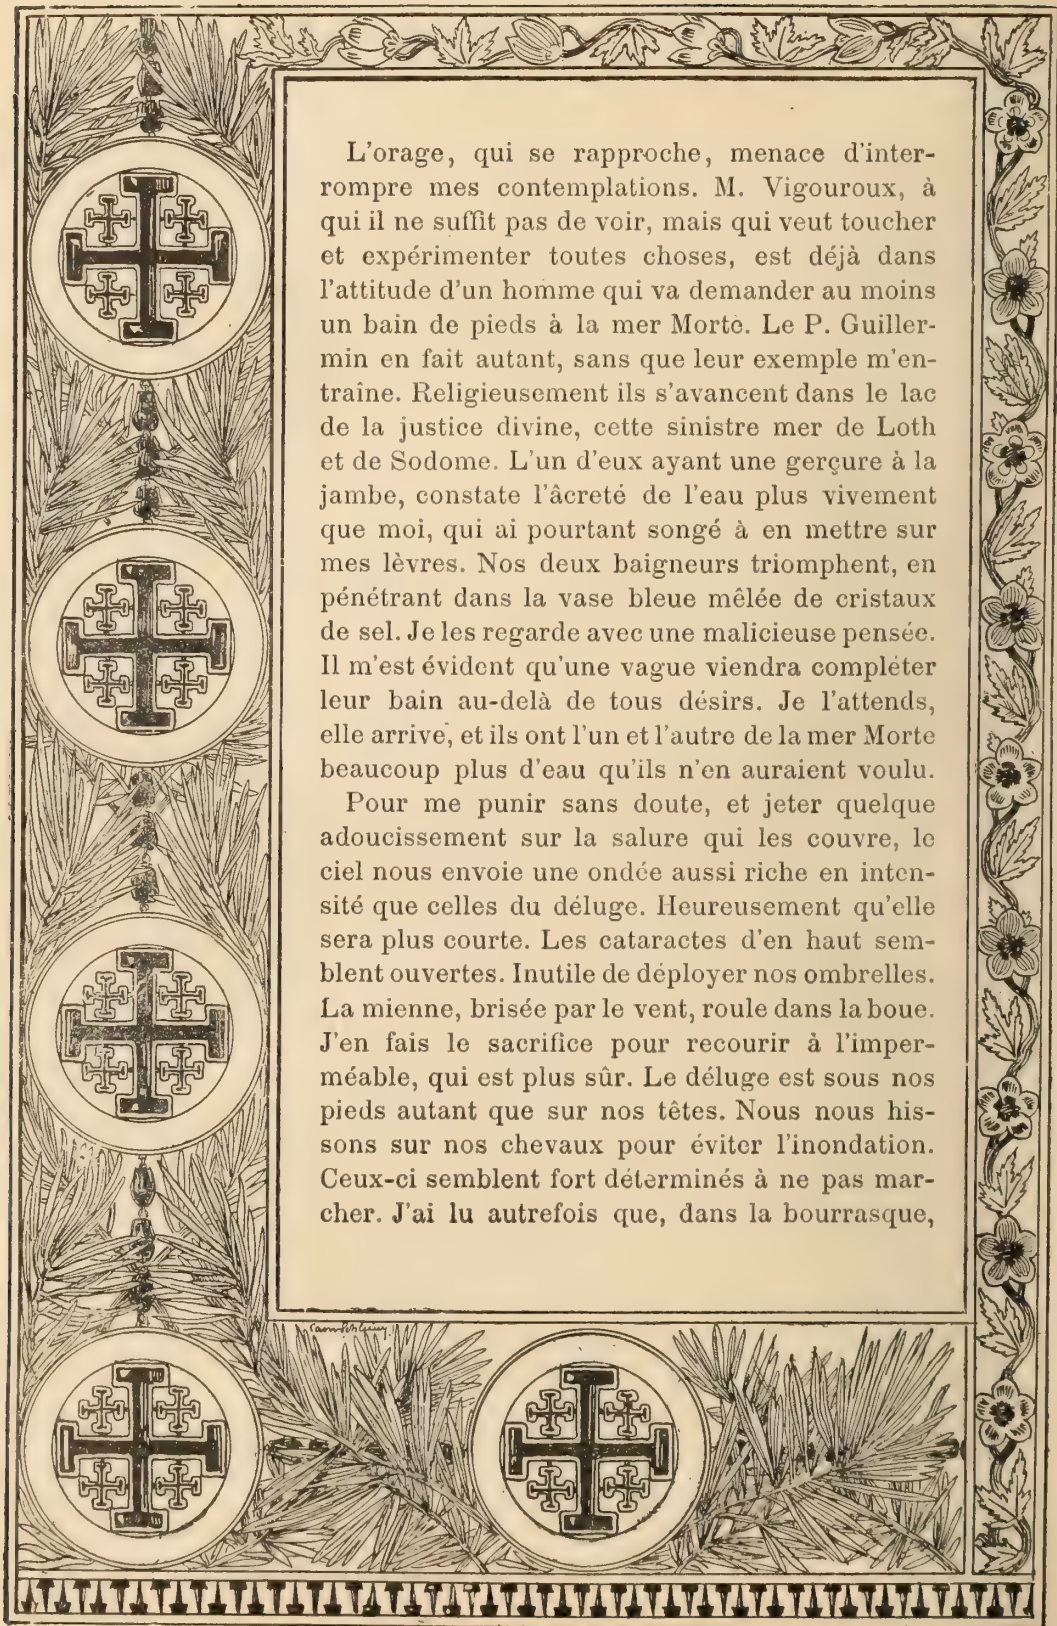 L'orage, qui se rapproche, menace d'inter-
rompre mes contemplations. M. Vigouroux, à
qui il ne suffit pas de voir, mais qui veut toucher
et expérimenter toutes choses, est déjà dans
l'attitude d'un homme qui va demander au moins
un bain de pieds à la mer Morte. Le P. Guiller-
min en fait autant, sans que leur exemple m'en-
traîne. Religieusement ils s'avancent dans le lac
de la justice divine, cette sinistre mer de Loth
et de Sodome. L'un d'eux ayant une gerçure à la
jambe, constate l'âcreté de l'eau plus vivement
que moi, qui ai pourtant songé à en mettre sur
mes lèvres. Nos deux baigneurs triomphent, en
pénétrant dans la vase bleue mêlée de cristaux
de sel. Je les regarde avec une malicieuse pensée.
Il m'est évident qu'une vague viendra compléter
leur bain au-delà de tous désirs. Je l'attends,
elle arrive, et ils ont l'un et l'autre de la mer Morte
beaucoup plus d'eau qu'ils n'en auraient voulu.
Pour me punir sans doute, et jeter quelque
adoucissement sur la salure qui les couvre, le
ciel nous envoie une ondée aussi riche en inten-
sité que celles du déluge. Heureusement qu'elle
sera plus courte. Les cataractes d'en haut sem-
blent ouvertes. Inutile de déployer nos ombrelles.
La mienne, brisée par le vent, roule dans la boue.
J'en fais le sacrifice pour recourir à l'imper-
méable, qui est plus sûr. Le déluge est sous nos
pieds autant que sur nos têtes. Nous nous his-
sons sur nos chevaux pour éviter l'inondation.
Ceux-ci semblent fort déterminés à ne pas mar-
cher. J'ai lu autrefois que, dans la bourrasque,